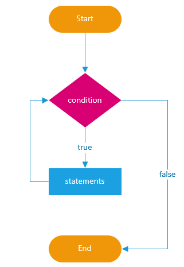 Start
condition
true
false
statements
End